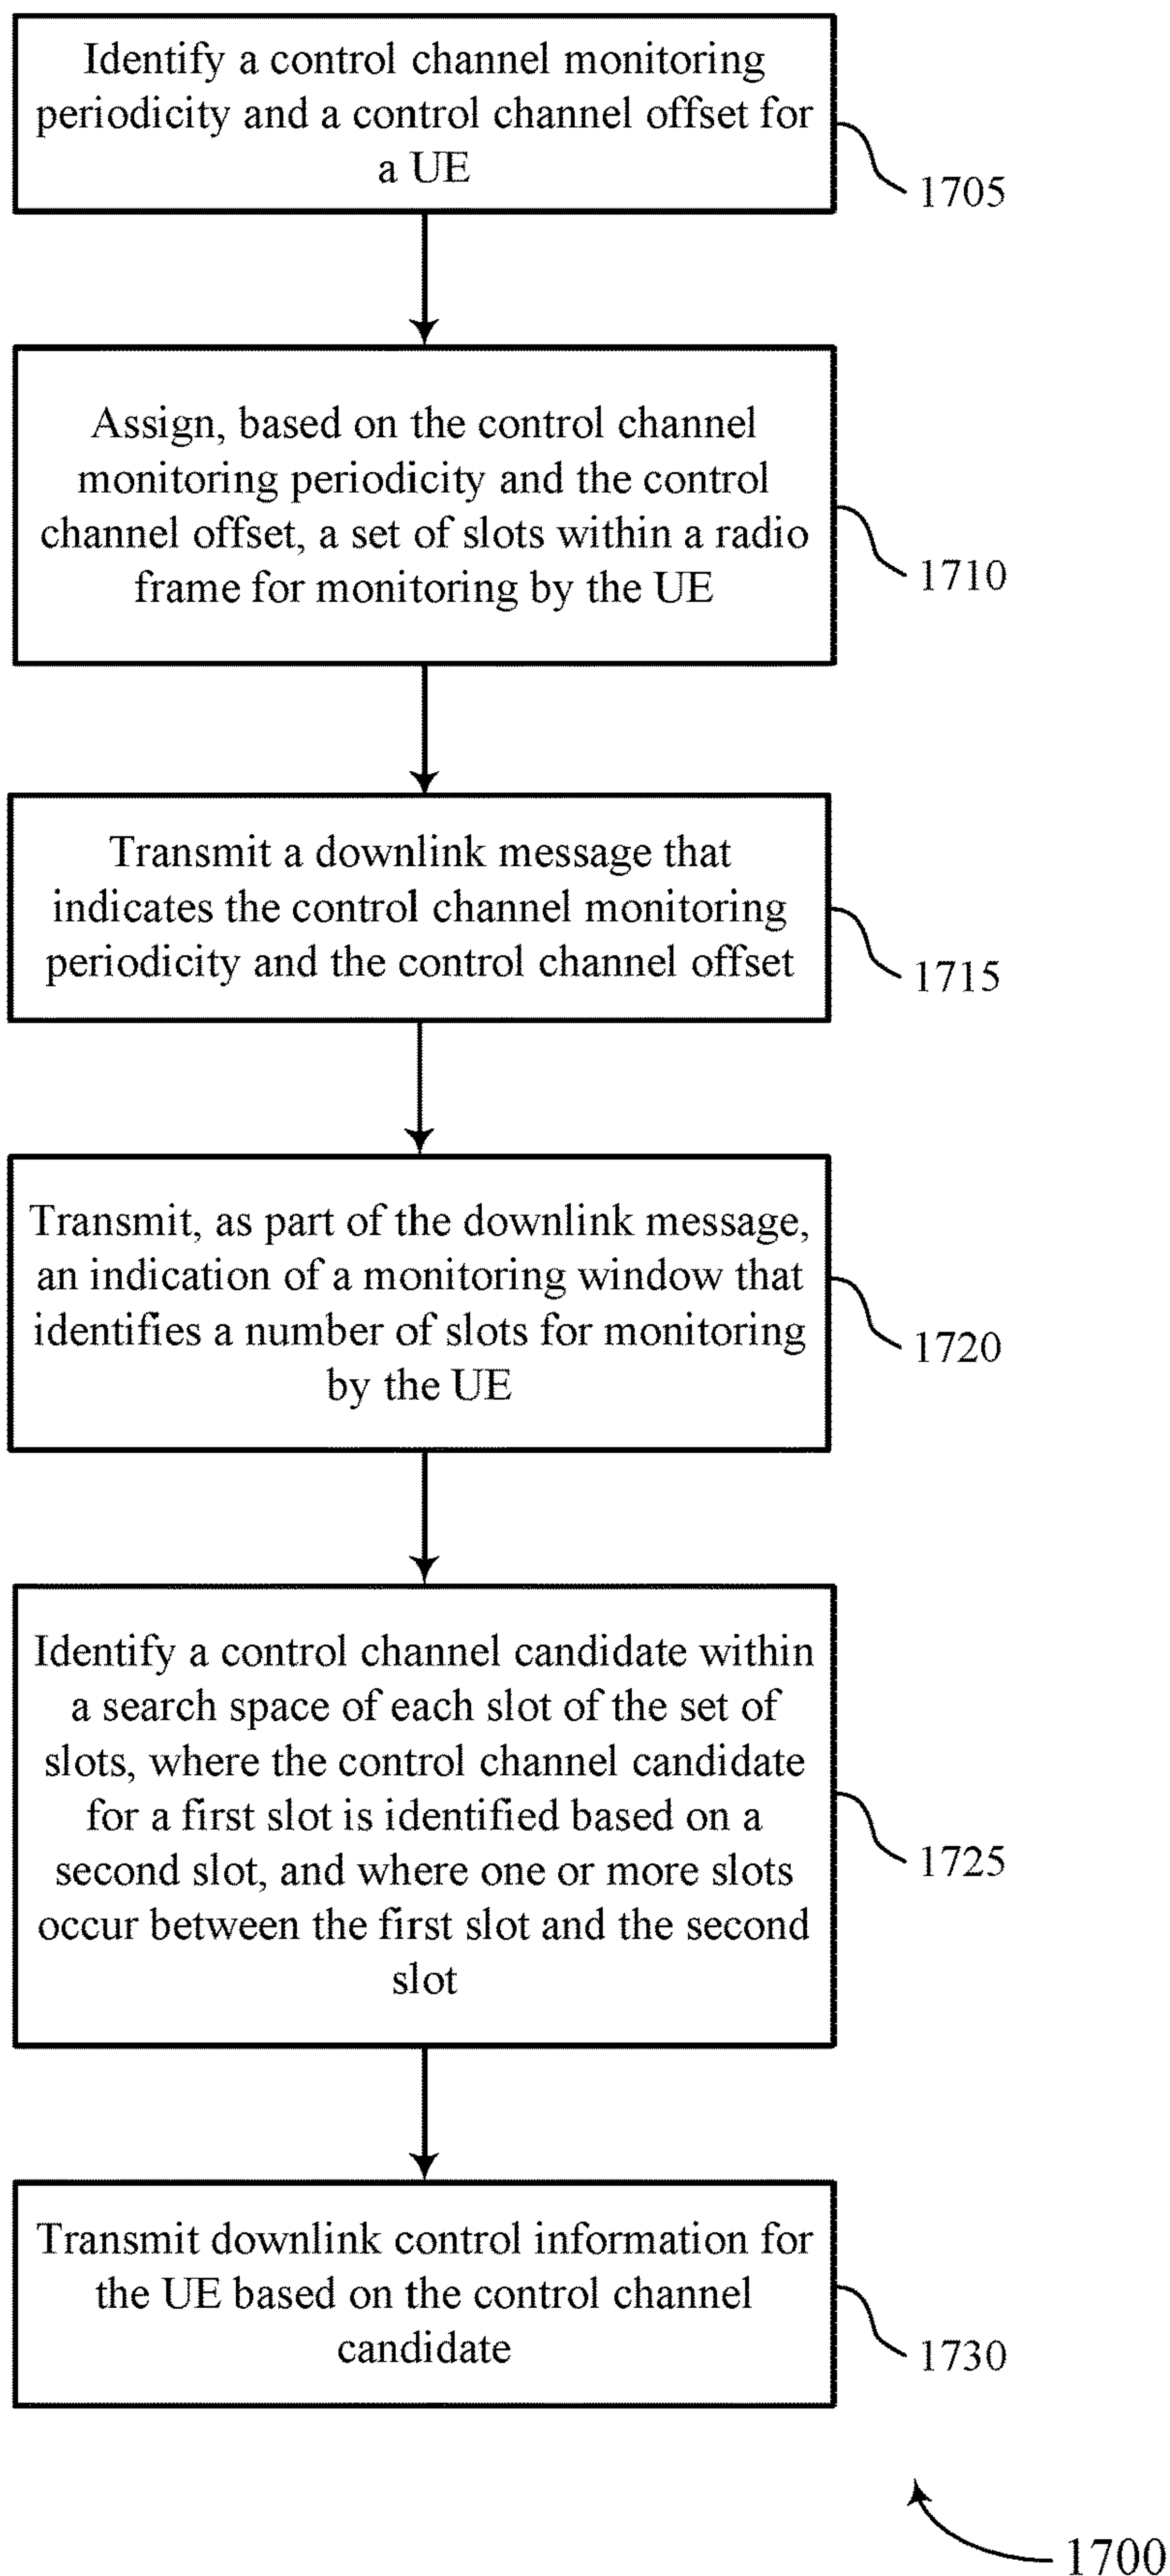 Identify a control channel monitoring
periodicity and a control channel offset for
a UE
1705
Assign, based on the control channel
monitoring periodicity and the control
channel offset, a set of slots within a radio
frame for monitoring by the UE
1710
Transmit a downlink message that
indicates the control channel monitoring
periodicity and the control channel offset
1715
Transmit, as part of the downlink message,
an indication of a monitoring window that
identifies a number of slots for monitoring
by the UE
1720
Identify a control channel candidate within
a search space of each slot of the set of
slots, where the control channel candidate
for a first slot is identified based on a
second slot, and where one or more slots
occur between the first slot and the second
slot
1725
Transmit downlink control information for
the UE based on the control channel
candidate
1730
1700